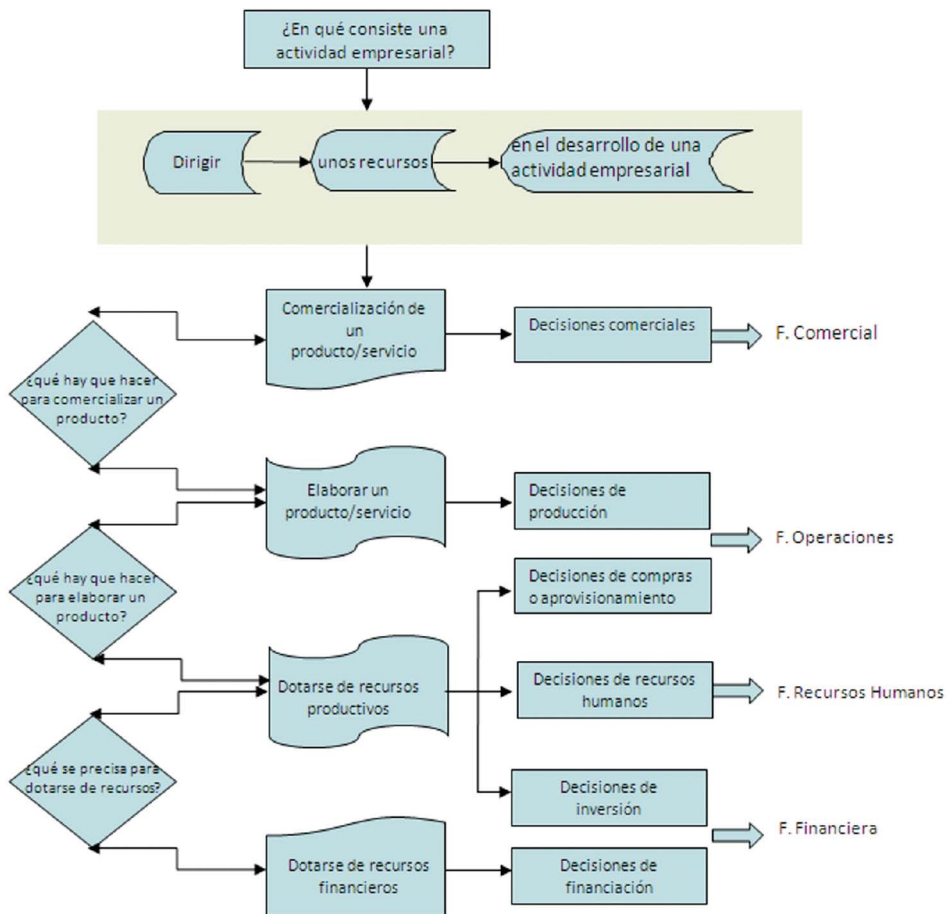 ¿En qué consiste una
actividad empresarial?
Dirigir
unos recursos
en el desarrollo de una
actividad empresarial
Comercialización de
un
producto/servicio
Decisiones comerciales
F. Comercial
¿qué hay que hacer
para comercializar un
producto?
Elaborar un
producto/servicio
Decisiones de
producción
F. Operaciones
¿qué hay que hacer
para elaborar un
producto?
Decisiones de compras
o aprovisionamiento
Dotarse de recursos
productivos
Decisiones de recursos
humanos
F. Recursos Humanos
¿qué se precisa para
dotarse de recursos?
Decisiones de
inversión
F. Financiera
Dotarse de recursos
financieros
Decisiones de
financiación